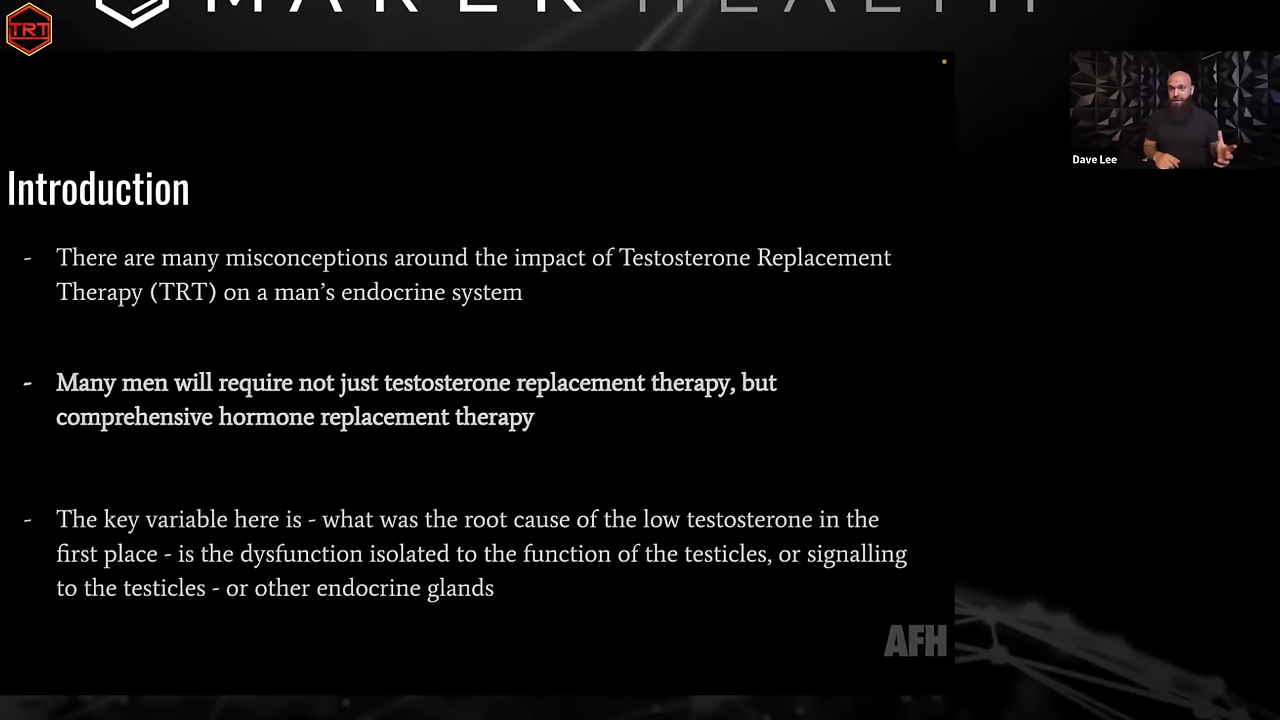 MAREK HEALTH
TRT
Dave Lee
Introduction
- There are many misconceptions around the impact of Testosterone Replacement
Therapy (TRT) on a man’s endocrine system
- Many men will require not just testosterone replacement therapy, but
comprehensive hormone replacement therapy
- The key variable here is - what was the root cause of the low testosterone in the
first place - is the dysfunction isolated to the function of the testicles, or signalling
to the testicles - or other endocrine glands
AFH